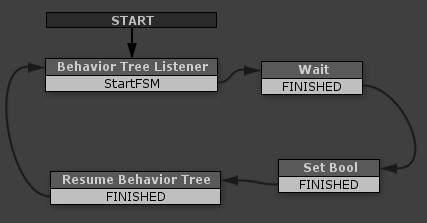 START
Behavior Tree Listener
StartFSM
Wait
FINISHED
Set Bool
FINISHED
Resume Behavior Tree
FINISHED